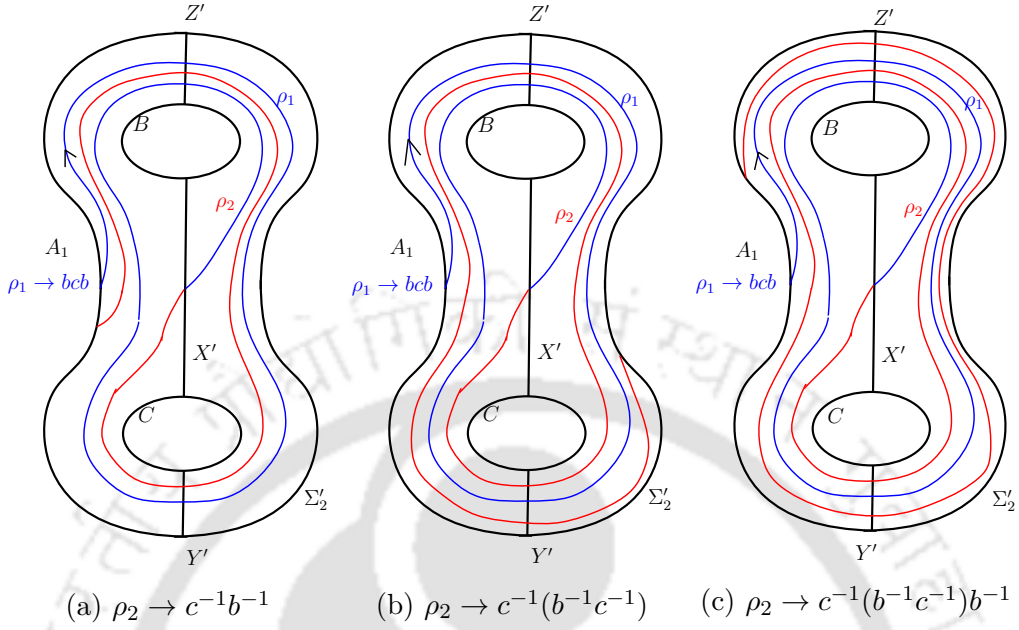 Z′ Z′ Z′
ρ₁ ρ₁ ρ₁
B B B
ρ₂ ρ₂ ρ₂
A₁ A₁ A₁
ρ₁ → bcb ρ₁ → bcb ρ₁ → bcb
X′ X′ X′
C C C
Σ′₂ Σ′₂ Σ′₂
Y′ Y′ Y′
(a) ρ₂ → c⁻¹b⁻¹ (b) ρ₂ → c⁻¹(b⁻¹c⁻¹) (c) ρ₂ → c⁻¹(b⁻¹c⁻¹)b⁻¹